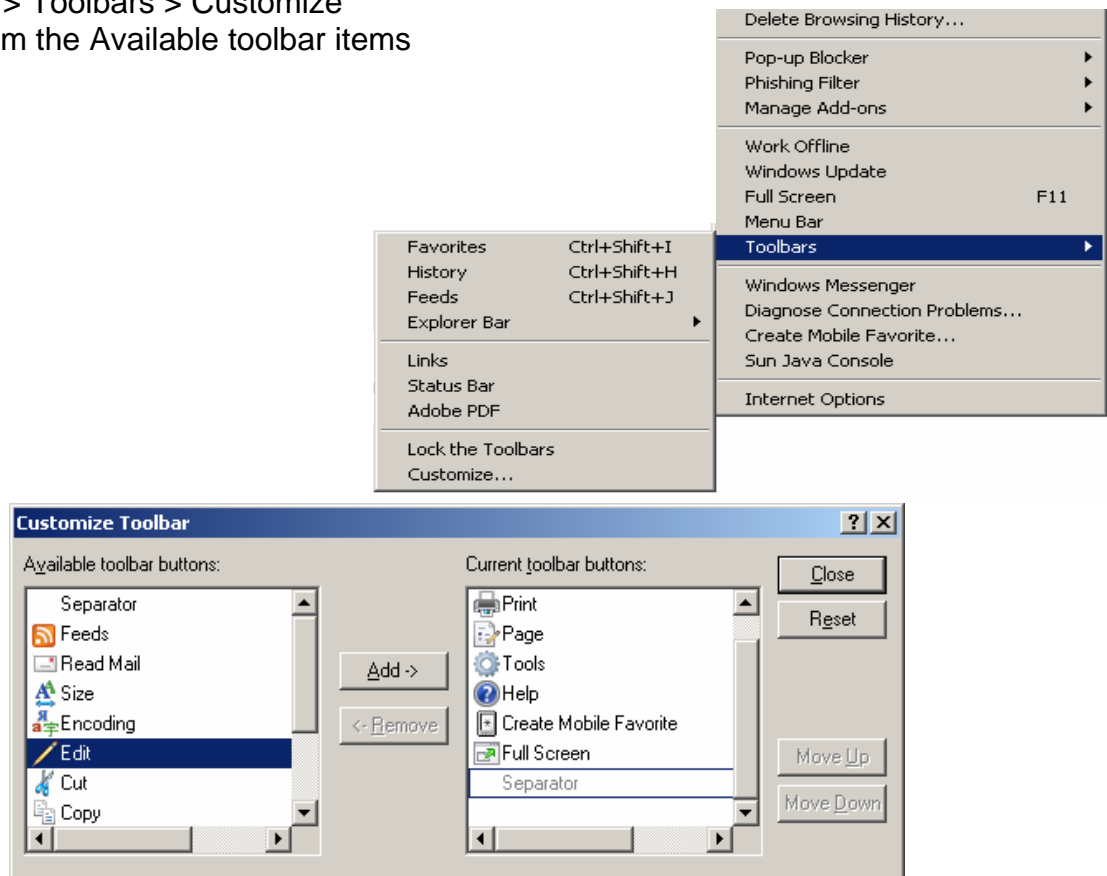 > Toolbars > Customize
m the Available toolbar items
Delete Browsing History...
Pop-up Blocker
Phishing Filter
Manage Add-ons
Work Offline
Windows Update
Full Screen F11
Menu Bar
Toolbars
Windows Messenger
Diagnose Connection Problems...
Create Mobile Favorite...
Sun Java Console
Internet Options
Favorites Ctrl+Shift+I
History Ctrl+Shift+H
Feeds Ctrl+Shift+J
Explorer Bar
Links
Status Bar
Adobe PDF
Lock the Toolbars
Customize...
Customize Toolbar
Available toolbar buttons:
Separator
Feeds
Read Mail
Size
Encoding
Edit
Cut
Copy
Add ->
<- Remove
Current toolbar buttons:
Print
Page
Tools
Help
Create Mobile Favorite
Full Screen
Separator
Close
Reset
Move Up
Move Down